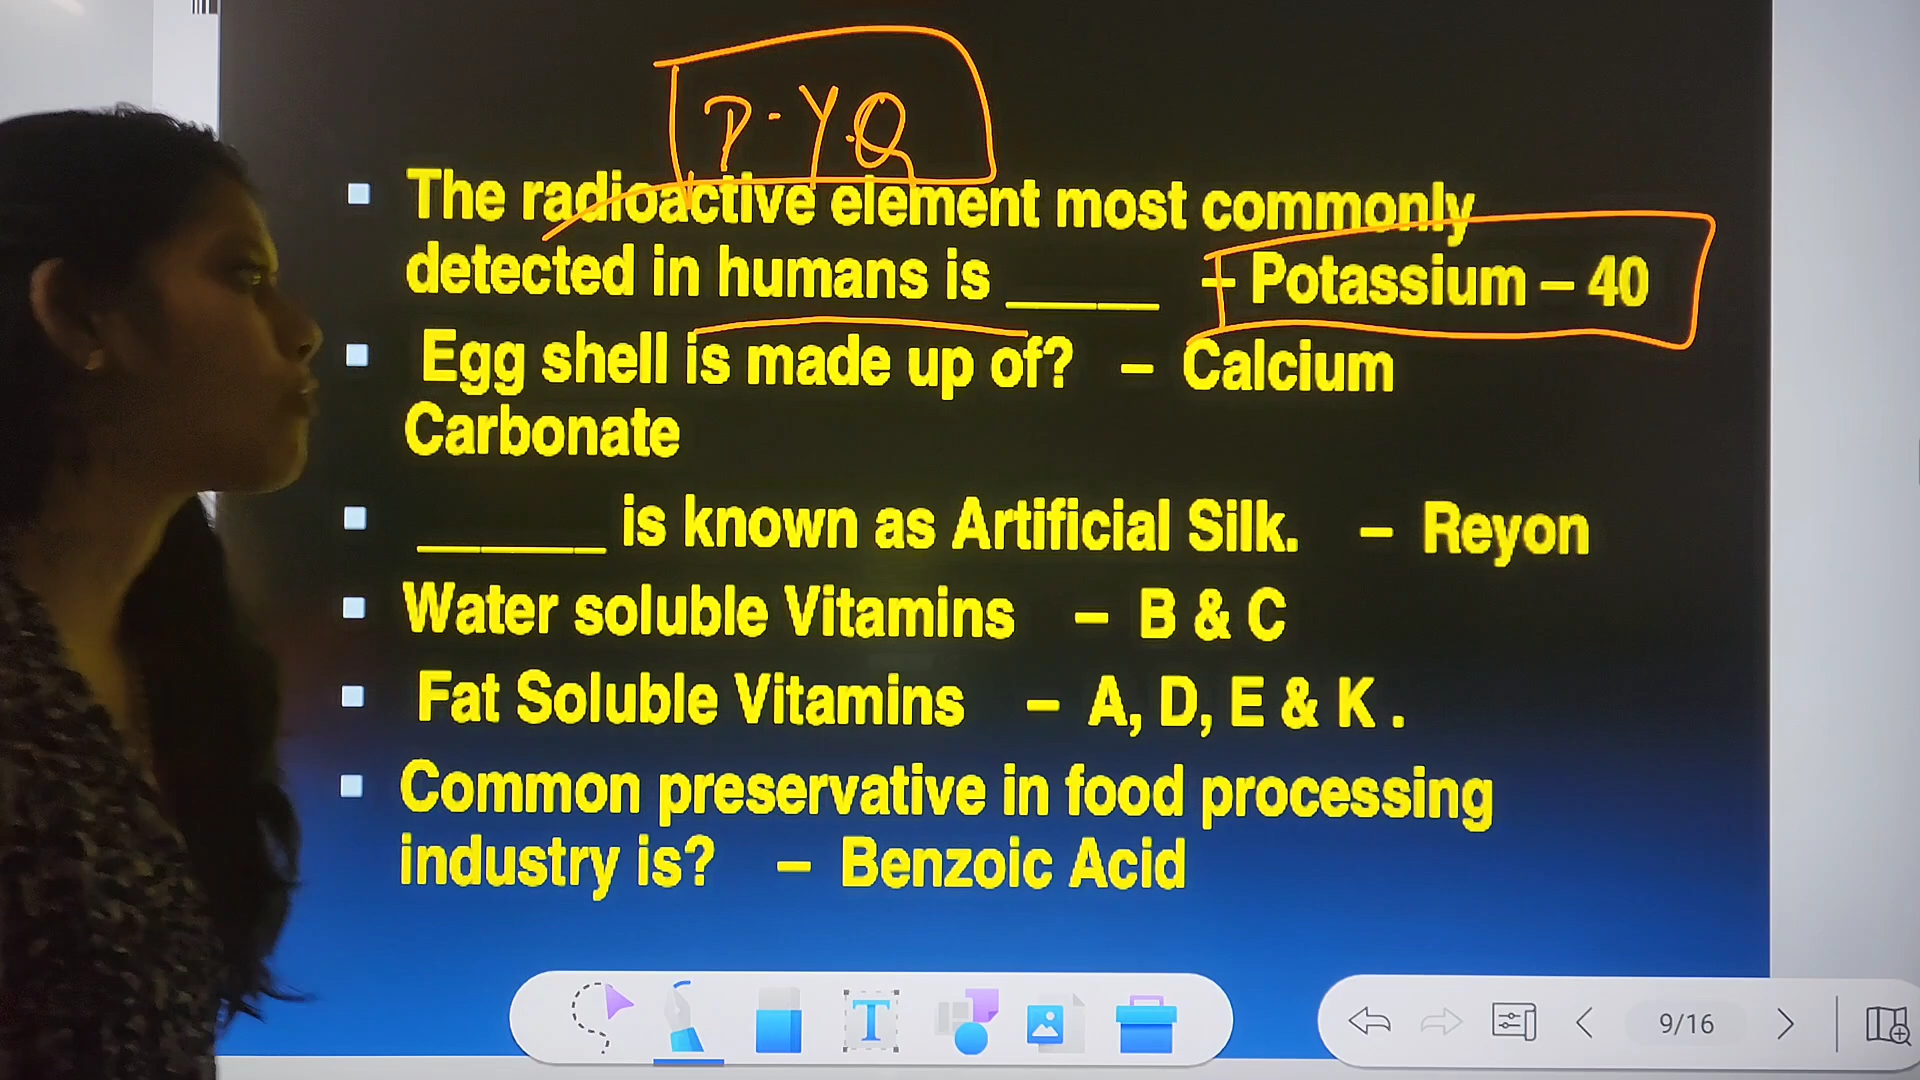 P-Y.Q
The radioactive element most commonly
detected in humans is _____ – Potassium – 40
Egg shell is made up of? – Calcium
Carbonate
______ is known as Artificial Silk. – Reyon
Water soluble Vitamins – B & C
Fat Soluble Vitamins – A, D, E & K .
Common preservative in food processing
industry is? – Benzoic Acid
T
9/16